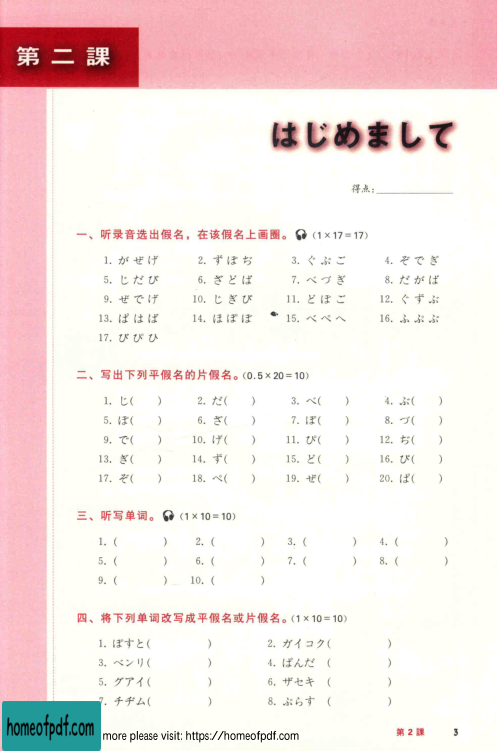 第二課
はじめまして
得点:
一、听录音选出假名，在该假名上画圈。(1×17=17)
1. がぜげ 2. ずぼぢ 3. ぐぶご 4. ぞでぎ
5. じだび 6. ぎどば 7. べづぎ 8. だがば
9. ぜでげ 10. じぎび 11. どぼご 12. ぐずぶ
13. ぱはば 14. ほぼぽ 15. べぺへ 16. ふぶぷ
17. びぴひ
二、写出下列平假名的片假名。(0.5×20=10)
1. じ( ) 2. だ( ) 3. べ( ) 4. ぶ( )
5. ぽ( ) 6. ざ( ) 7. ぼ( ) 8. づ( )
9. で( ) 10. げ( ) 11. ぴ( ) 12. ぢ( )
13. ぎ( ) 14. ず( ) 15. ど( ) 16. び( )
17. ぞ( ) 18. ぺ( ) 19. ぜ( ) 20. ぱ( )
三、听写单词。(1×10=10)
1. ( ) 2. ( ) 3. ( ) 4. ( )
5. ( ) 6. ( ) 7. ( ) 8. ( )
9. ( ) 10. ( )
四、将下列单词改写成平假名或片假名。(1×10=10)
1. ぽすと( ) 2. ガイコク( )
3. ベンリ( ) 4. ぱんだ ( )
5. グアイ( ) 6. ザセキ ( )
7. チヂム( ) 8. ぷらす ( )
homeofpdf.com
more please visit: https://homeofpdf.com
第2課 3